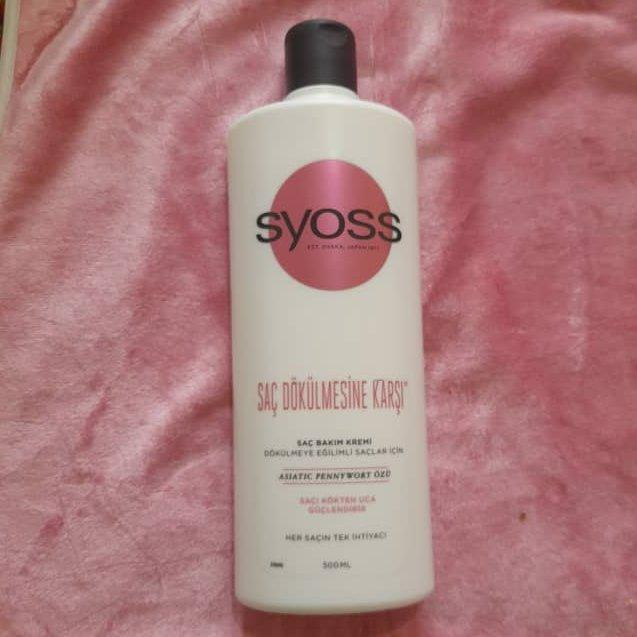 syoss
EST. OSAKA, JAPAN 1977
SAÇ DÖKÜLMESİNE KARŞI*
SAÇ BAKIM KREMİ
DÖKÜLMEYE EĞİLİMLİ SAÇLAR İÇİN
ASIATIC PENNYWORT ÖZÜ
SAÇI KÖKTEN UCA
GÜÇLENDİRİR
HER SAÇIN TEK İHTİYACI
500ML